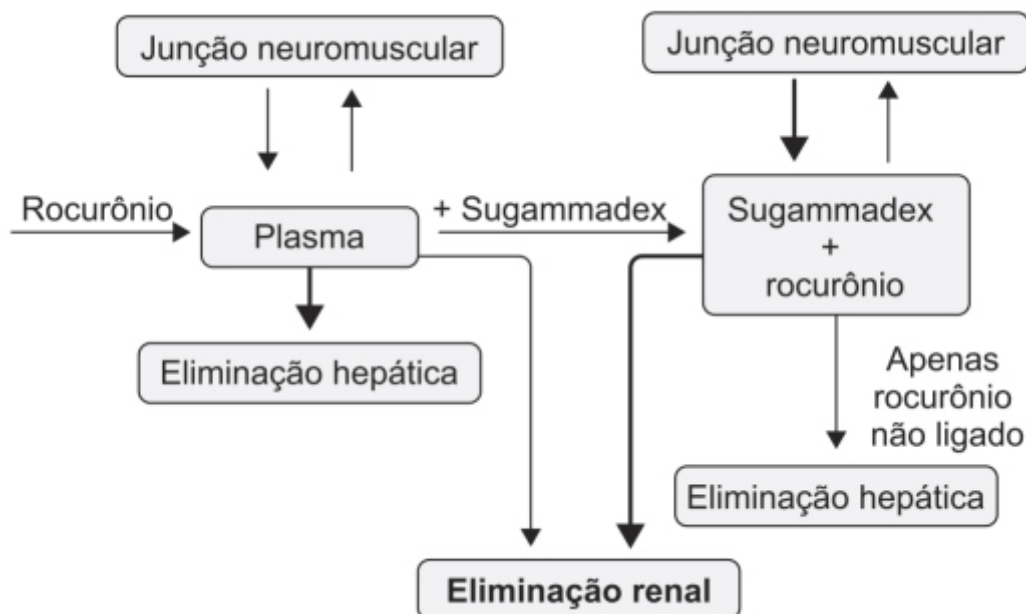 Junção neuromuscular
Junção neuromuscular
Rocurônio
Plasma
+ Sugammadex
Sugammadex
+
rocurônio
Eliminação hepática
Apenas
rocurônio
não ligado
Eliminação hepática
Eliminação renal